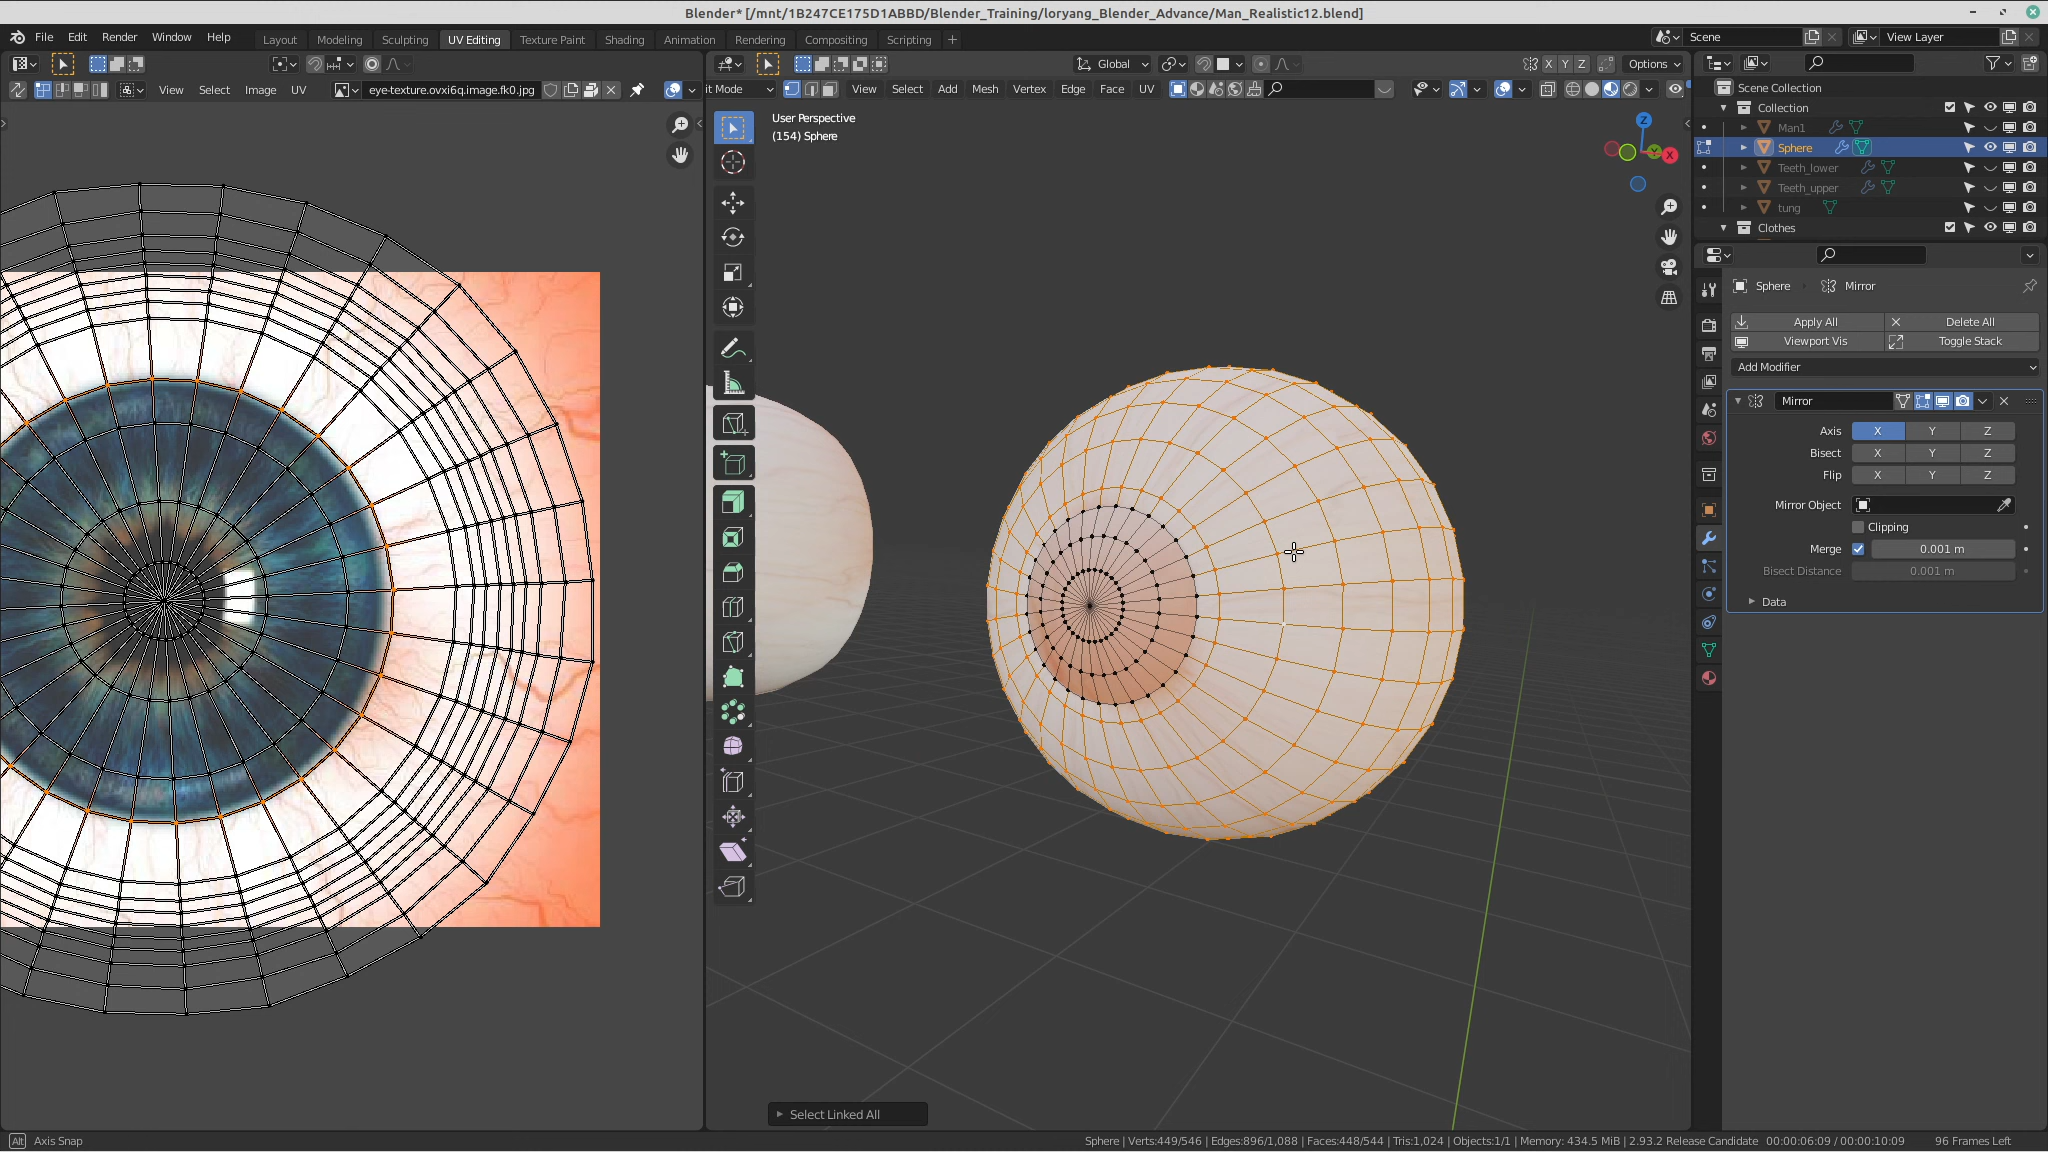 Blender* [/mnt/1B247CE175D1ABBD/Blender_Training/loryang_Blender_Advance/Man_Realistic12.blend]
File Edit Render Window Help Layout Modeling Sculpting UV Editing Texture Paint Shading Animation Rendering Compositing Scripting + Scene View Layer
Global X Y Z Options
View Select Image UV eye-texture.ovxi6q.image.fk0.jpg it Mode View Select Add Mesh Vertex Edge Face UV
User Perspective
(154) Sphere
Z
Y
X
Scene Collection
Collection
Man1
Sphere
Teeth_lower
Teeth_upper
tung
Clothes
Sphere Mirror
Apply All Delete All
Viewport Vis Toggle Stack
Add Modifier
Mirror
Axis X Y Z
Bisect X Y Z
Flip X Y Z
Mirror Object
Clipping
Merge 0.001 m
Bisect Distance 0.001 m
Data
Select Linked All
Alt Axis Snap Sphere | Verts:449/546 | Edges:896/1,088 | Faces:448/544 | Tris:1,024 | Objects:1/1 | Memory: 434.5 MiB | 2.93.2 Release Candidate 00:00:06:09 / 00:00:10:09 96 Frames Left